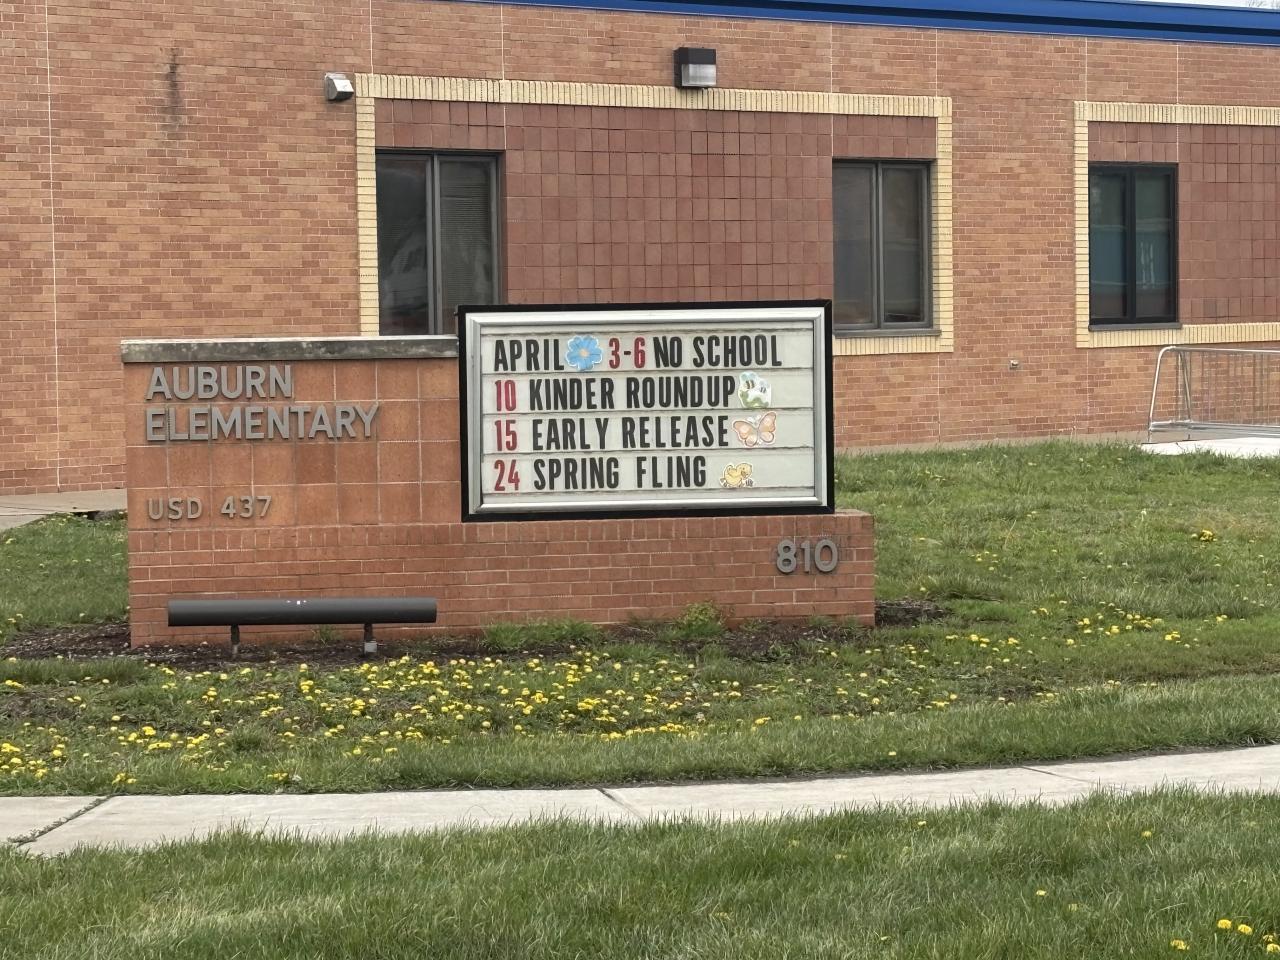 AUBURN
ELEMENTARY
USD 437
APRIL 3-6 NO SCHOOL
10 KINDER ROUNDUP
15 EARLY RELEASE
24 SPRING FLING
810